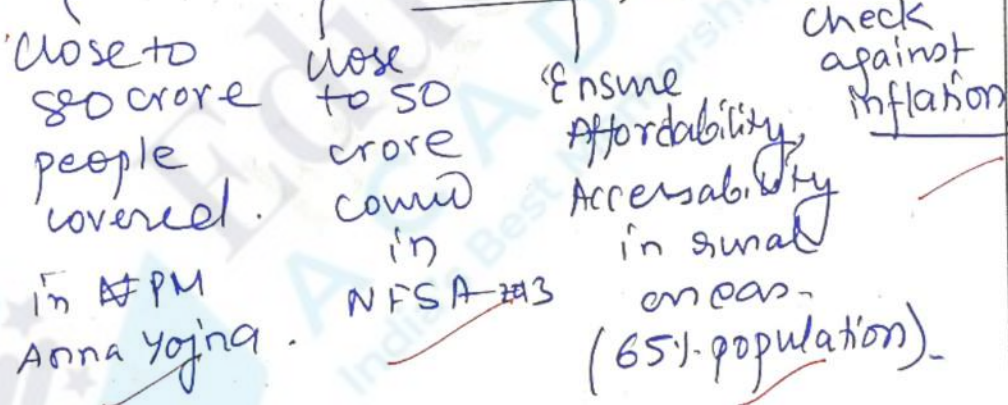 Close to
80 crore
people
covered.
in PM
Anna Yojna.
close
to 50
crore
in
NFSA-2013
Ensure
Affordability,
Accessability
in rural
areas.
(65% population).
check
against
inflation